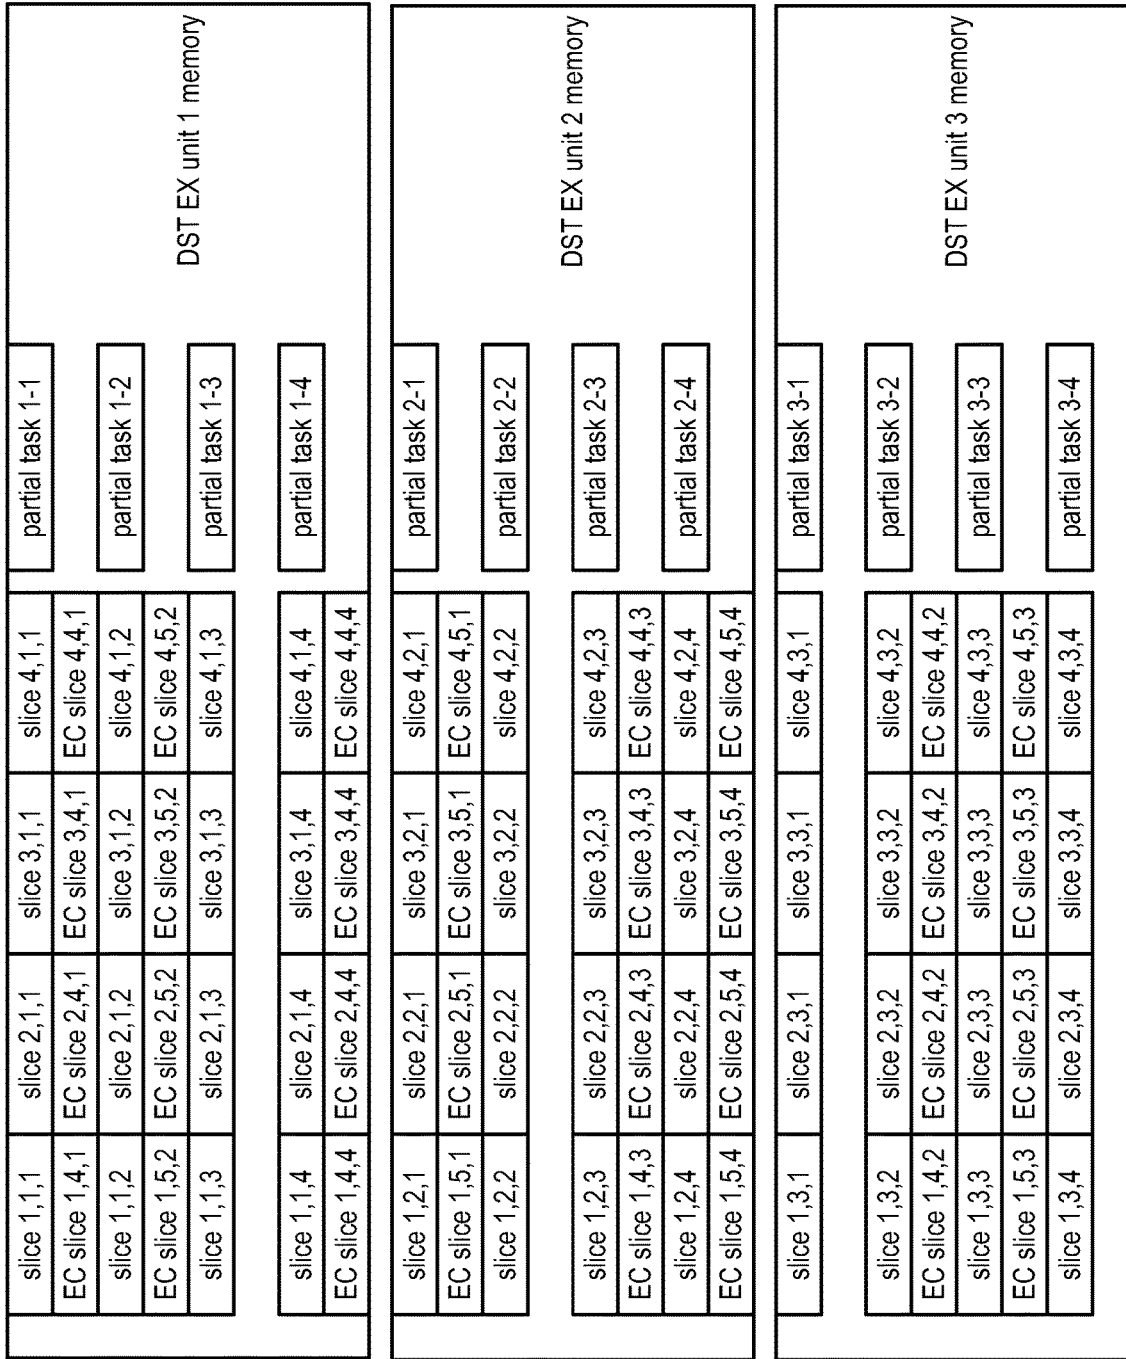 slice 1,1,1 slice 2,1,1 slice 3,1,1 slice 4,1,1 partial task 1-1
EC slice 1,4,1 EC slice 2,4,1 EC slice 3,4,1 EC slice 4,4,1
slice 1,1,2 slice 2,1,2 slice 3,1,2 slice 4,1,2 partial task 1-2
EC slice 1,5,2 EC slice 2,5,2 EC slice 3,5,2 EC slice 4,5,2
slice 1,1,3 slice 2,1,3 slice 3,1,3 slice 4,1,3 partial task 1-3
slice 1,1,4 slice 2,1,4 slice 3,1,4 slice 4,1,4 partial task 1-4
EC slice 1,4,4 EC slice 2,4,4 EC slice 3,4,4 EC slice 4,4,4
DST EX unit 1 memory
slice 1,2,1 slice 2,2,1 slice 3,2,1 slice 4,2,1 partial task 2-1
EC slice 1,5,1 EC slice 2,5,1 EC slice 3,5,1 EC slice 4,5,1
slice 1,2,2 slice 2,2,2 slice 3,2,2 slice 4,2,2 partial task 2-2
slice 1,2,3 slice 2,2,3 slice 3,2,3 slice 4,2,3 partial task 2-3
EC slice 1,4,3 EC slice 2,4,3 EC slice 3,4,3 EC slice 4,4,3
slice 1,2,4 slice 2,2,4 slice 3,2,4 slice 4,2,4 partial task 2-4
EC slice 1,5,4 EC slice 2,5,4 EC slice 3,5,4 EC slice 4,5,4
DST EX unit 2 memory
slice 1,3,1 slice 2,3,1 slice 3,3,1 slice 4,3,1 partial task 3-1
slice 1,3,2 slice 2,3,2 slice 3,3,2 slice 4,3,2 partial task 3-2
EC slice 1,4,2 EC slice 2,4,2 EC slice 3,4,2 EC slice 4,4,2
slice 1,3,3 slice 2,3,3 slice 3,3,3 slice 4,3,3 partial task 3-3
EC slice 1,5,3 EC slice 2,5,3 EC slice 3,5,3 EC slice 4,5,3
slice 1,3,4 slice 2,3,4 slice 3,3,4 slice 4,3,4 partial task 3-4
DST EX unit 3 memory